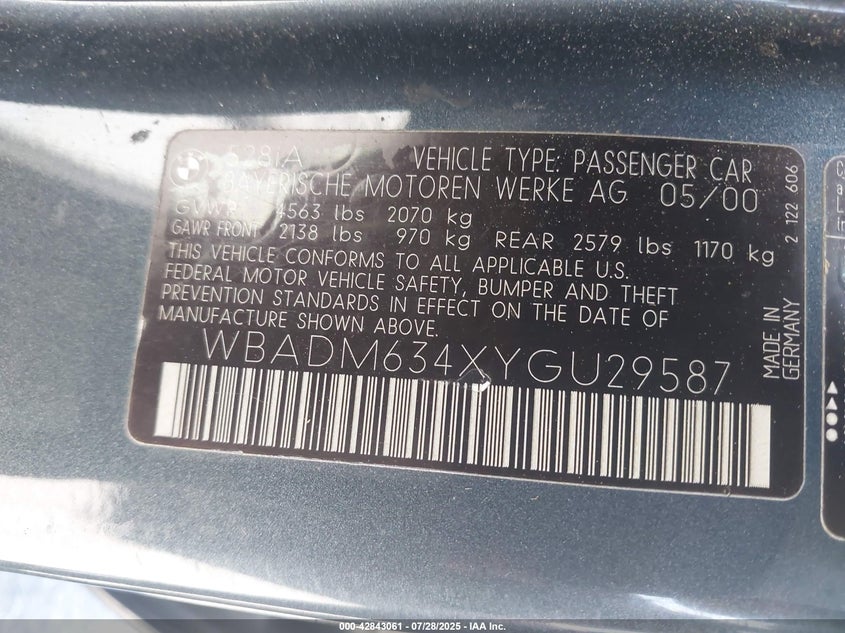 528iA VEHICLE TYPE: PASSENGER CAR
BAYERISCHE MOTOREN WERKE AG 05/00
GVWR 4563 lbs 2070 kg
GAWR FRONT 2138 lbs 970 kg REAR 2579 lbs 1170 kg
THIS VEHICLE CONFORMS TO ALL APPLICABLE U.S.
FEDERAL MOTOR VEHICLE SAFETY, BUMPER AND THEFT
PREVENTION STANDARDS IN EFFECT ON THE DATE OF
MANUFACTURE SHOWN ABOVE.
WBADM634XYGU29587
2 122 606
MADE IN
GERMANY
000-42843061 - 07/28/2025 - IAA Inc.